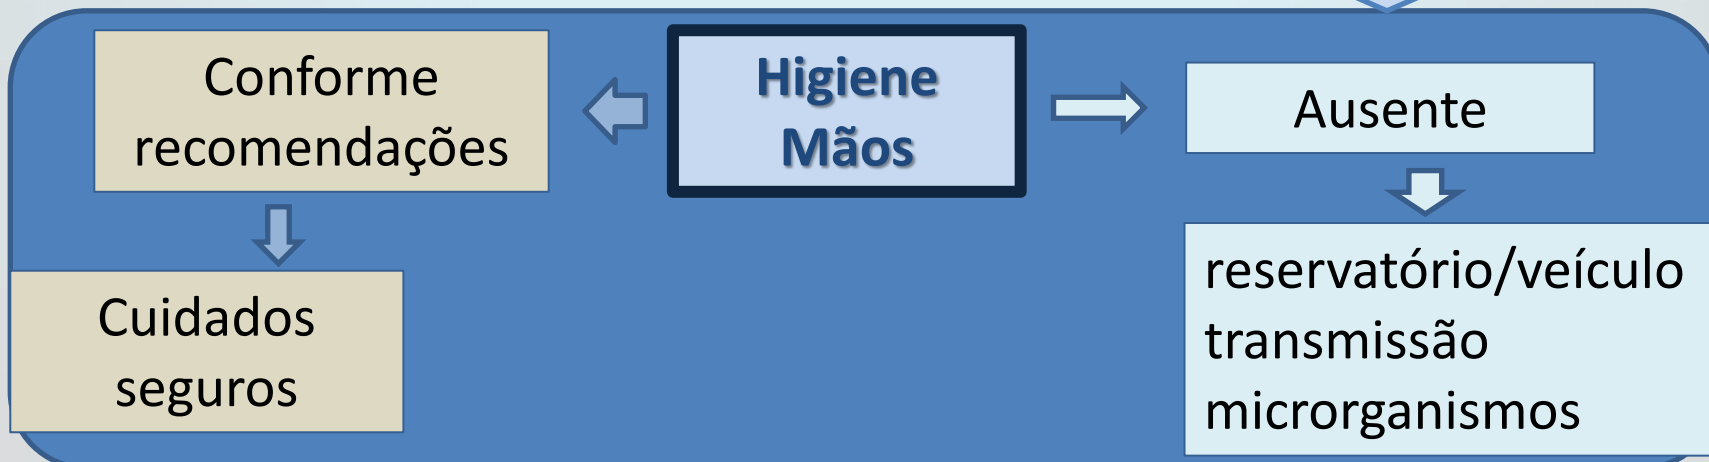 Conforme
recomendações
Higiene
Mãos
Ausente
Cuidados
seguros
reservatório/veículo
transmissão
microrganismos